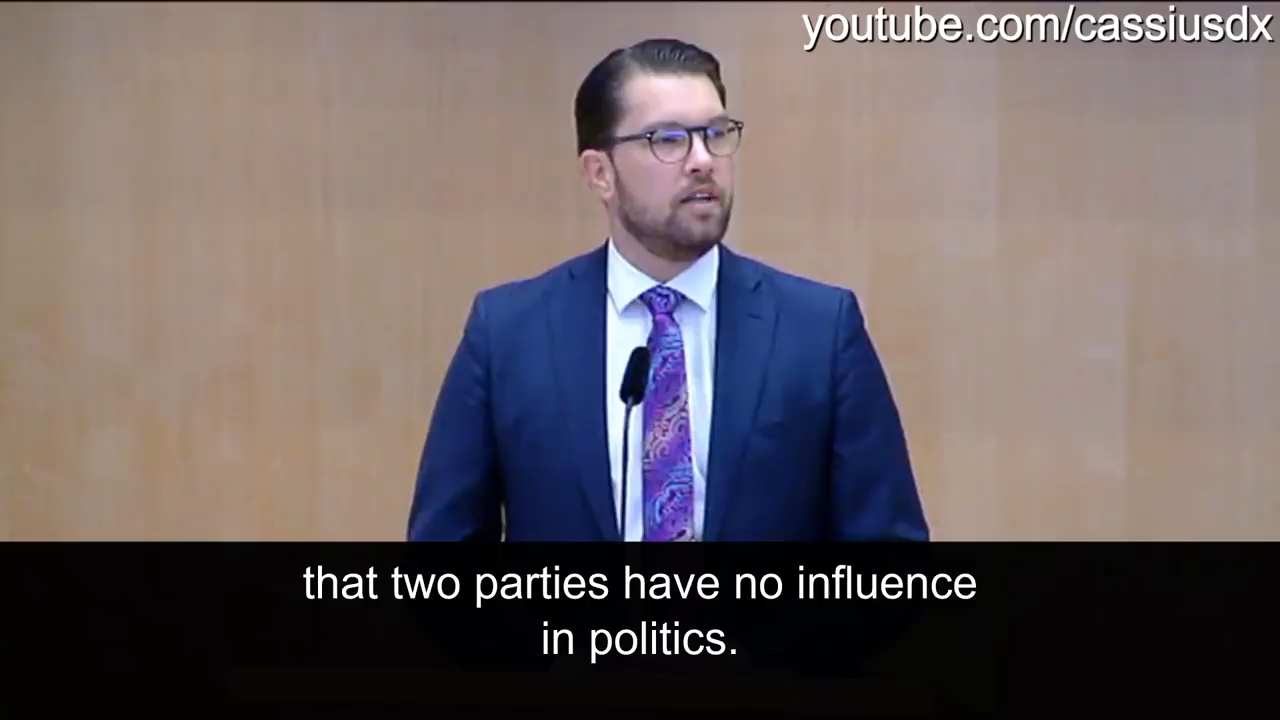 youtube.com/cassiusdx
that two parties have no influence
in politics.